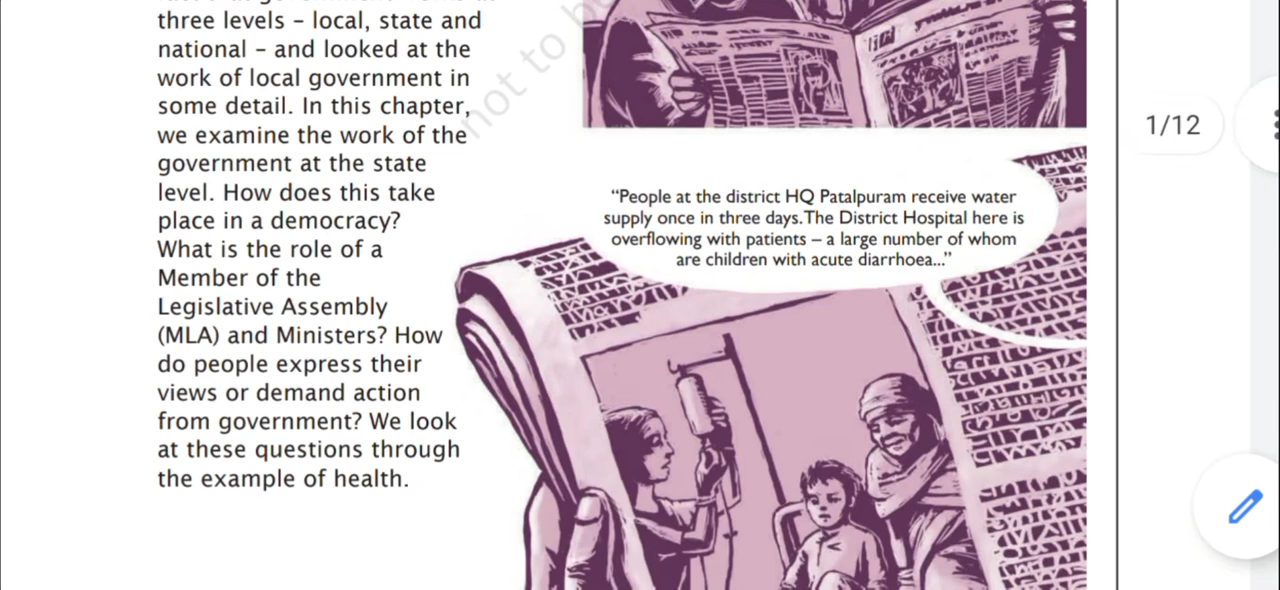 three levels – local, state and
national – and looked at the
work of local government in
some detail. In this chapter,
we examine the work of the
government at the state
level. How does this take
place in a democracy?
What is the role of a
Member of the
Legislative Assembly
(MLA) and Ministers? How
do people express their
views or demand action
from government? We look
at these questions through
the example of health.
not to b
1/12
“People at the district HQ Patalpuram receive water
supply once in three days.The District Hospital here is
overflowing with patients – a large number of whom
are children with acute diarrhoea...”